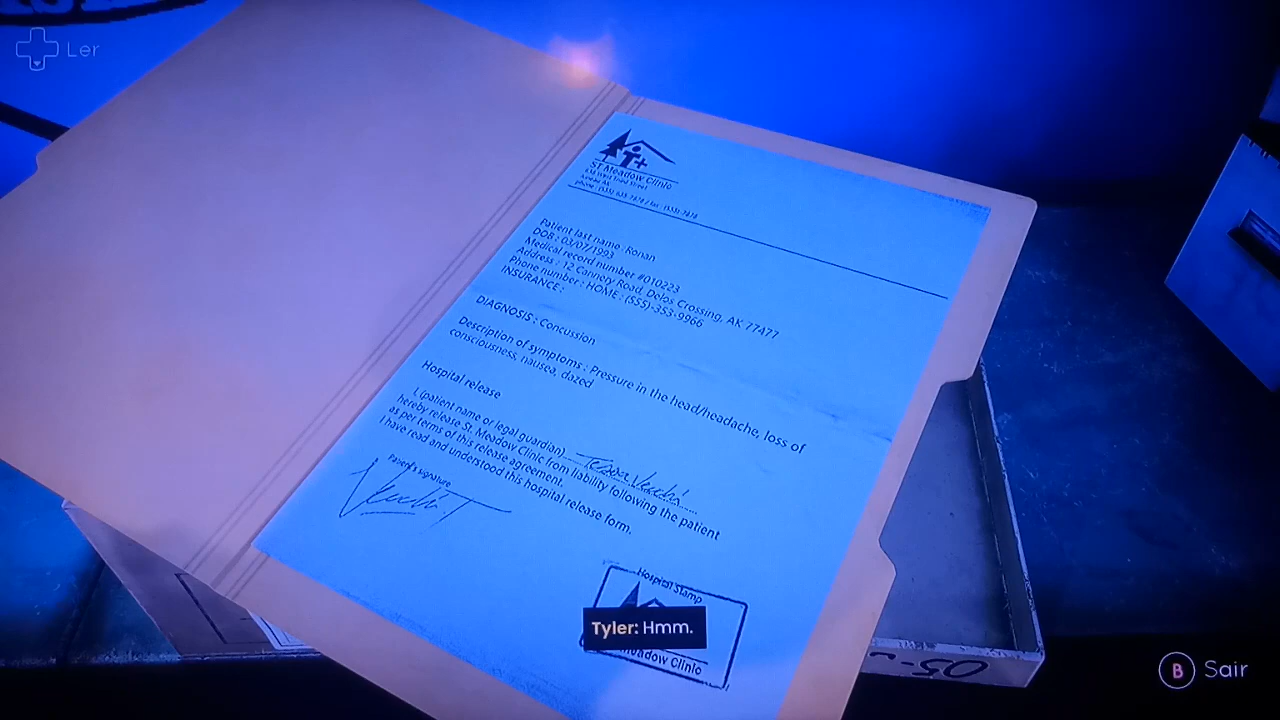 Ler
ST Meadow Clinic
Patient last name: Ronan
DOB : 03/07/1993
Medical record number #010223
Address : 12 Cannery Road, Delos Crossing, AK 77477
Phone number : HOME : (555)-353-9966
INSURANCE :
DIAGNOSIS : Concussion
Description of symptoms : Pressure in the head/headache, loss of
consciousness, nausea, dazed
Hospital release
I, (patient name or legal guardian) Tessa Vecchi
hereby release St. Meadow Clinic from liability following the patient
as per terms of this release agreement.
I have read and understood this hospital release form.
Patient's signature
Vecchi T
Hospital Stamp
Meadow Clinic
Tyler: Hmm.
B Sair